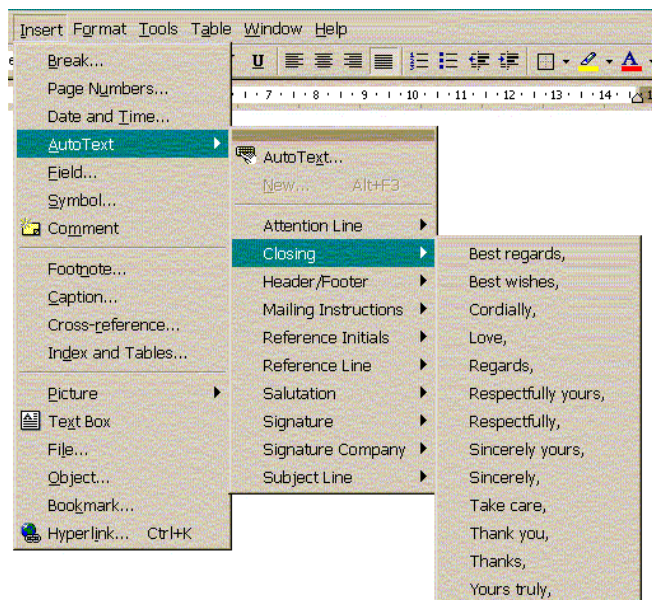 Insert Format Tools Table Window Help
U
7 8 9 10 11 12 13 14
Break...
Page Numbers...
Date and Time...
AutoText
Field...
Symbol...
Comment
Footnote...
Caption...
Cross-reference...
Index and Tables...
Picture
Text Box
File...
Object...
Bookmark...
Hyperlink... Ctrl+K
AutoText...
New... Alt+F3
Attention Line
Closing
Header/Footer
Mailing Instructions
Reference Initials
Reference Line
Salutation
Signature
Signature Company
Subject Line
Best regards,
Best wishes,
Cordially,
Love,
Regards,
Respectfully yours,
Respectfully,
Sincerely yours,
Sincerely,
Take care,
Thank you,
Thanks,
Yours truly,